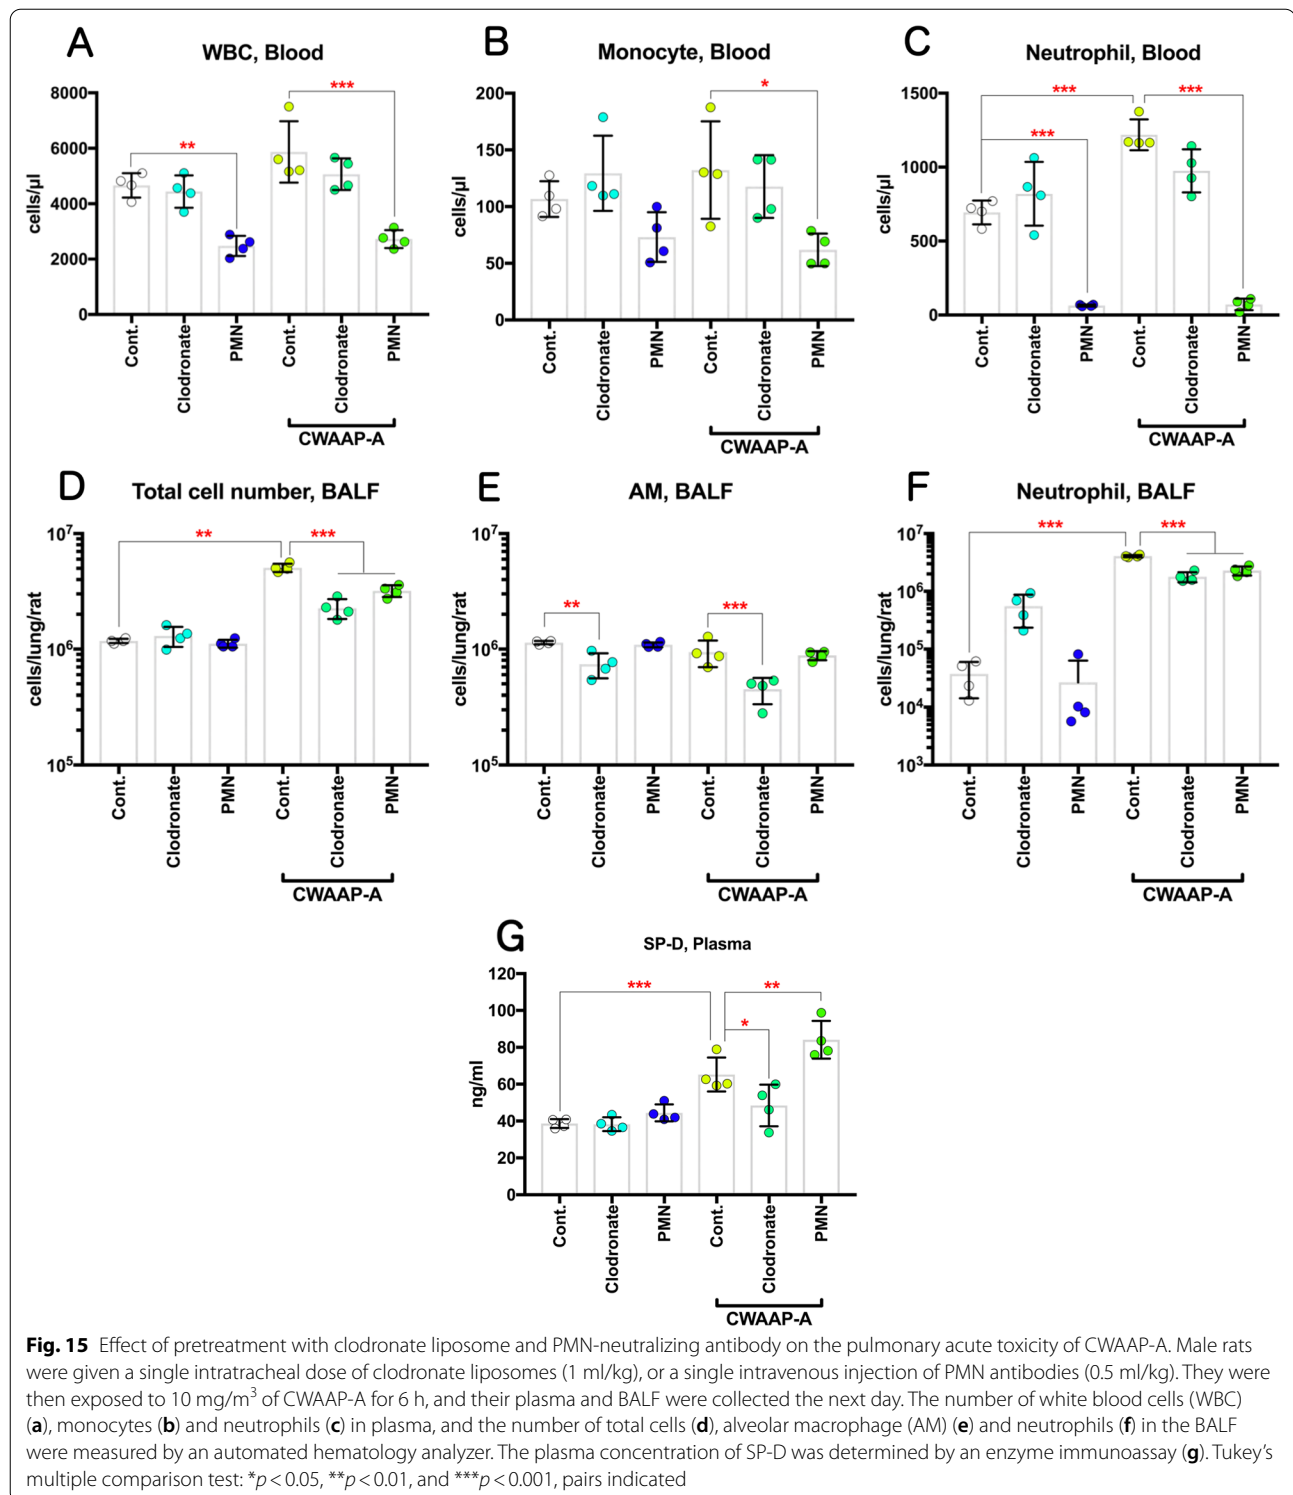 A
WBC, Blood
cells/µl
8000
6000
4000
2000
0
**
***
Cont.
Clodronate
PMN
Cont.
Clodronate
PMN
CWAAP-A
B
Monocyte, Blood
cells/µl
200
150
100
50
0
*
Cont.
Clodronate
PMN
Cont.
Clodronate
PMN
CWAAP-A
C
Neutrophil, Blood
cells/µl
1500
1000
500
0
***
***
***
Cont.
Clodronate
PMN
Cont.
Clodronate
PMN
CWAAP-A
D
Total cell number, BALF
cells/lung/rat
10⁷
10⁶
10⁵
**
***
Cont.
Clodronate
PMN
Cont.
Clodronate
PMN
CWAAP-A
E
AM, BALF
cells/lung/rat
10⁷
10⁶
10⁵
**
***
Cont.
Clodronate
PMN
Cont.
Clodronate
PMN
CWAAP-A
F
Neutrophil, BALF
cells/lung/rat
10⁷
10⁶
10⁵
10⁴
10³
***
***
Cont.
Clodronate
PMN
Cont.
Clodronate
PMN
CWAAP-A
G
SP-D, Plasma
ng/ml
120
100
80
60
40
20
0
***
**
*
Cont.
Clodronate
PMN
Cont.
Clodronate
PMN
CWAAP-A
Fig. 15 Effect of pretreatment with clodronate liposome and PMN-neutralizing antibody on the pulmonary acute toxicity of CWAAP-A. Male rats
were given a single intratracheal dose of clodronate liposomes (1 ml/kg), or a single intravenous injection of PMN antibodies (0.5 ml/kg). They were
then exposed to 10 mg/m³ of CWAAP-A for 6 h, and their plasma and BALF were collected the next day. The number of white blood cells (WBC)
(a), monocytes (b) and neutrophils (c) in plasma, and the number of total cells (d), alveolar macrophage (AM) (e) and neutrophils (f) in the BALF
were measured by an automated hematology analyzer. The plasma concentration of SP-D was determined by an enzyme immunoassay (g). Tukey's
multiple comparison test: *p < 0.05, **p < 0.01, and ***p < 0.001, pairs indicated